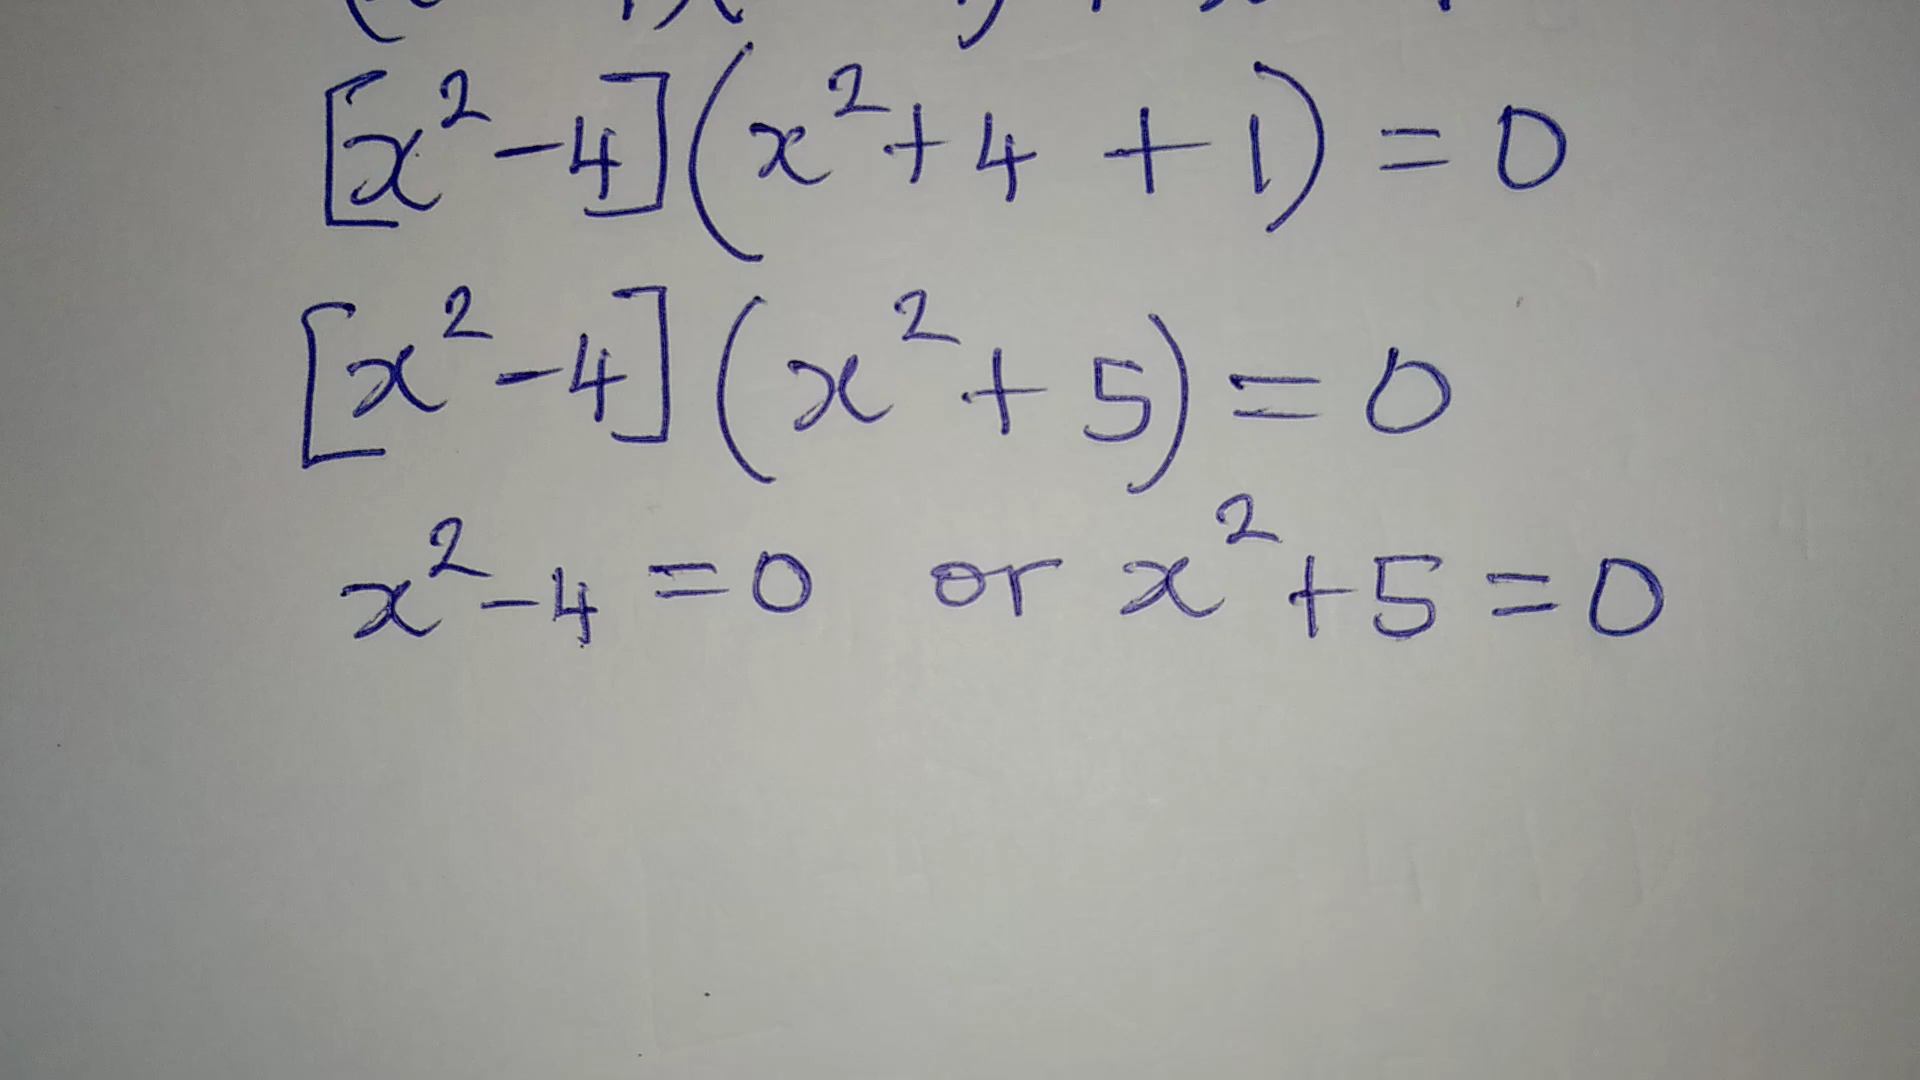 [x²-4](x²+4 +1)=0
[x²-4](x²+5)=0
x²-4=0 or x²+5=0